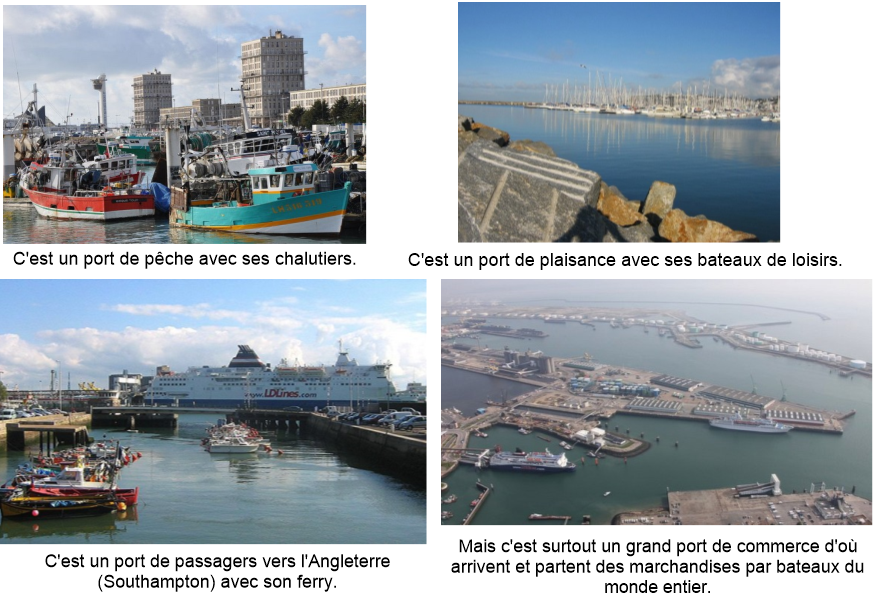 C'est un port de pêche avec ses chalutiers.
C'est un port de plaisance avec ses bateaux de loisirs.
LDLines.com
C'est un port de passagers vers l'Angleterre
(Southampton) avec son ferry.
Mais c'est surtout un grand port de commerce d'où
arrivent et partent des marchandises par bateaux du
monde entier.